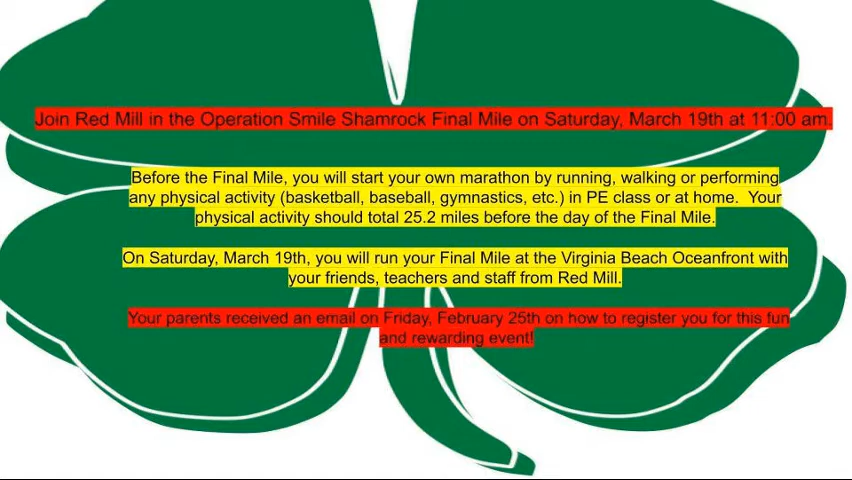 Join Red Mill in the Operation Smile Shamrock Final Mile on Saturday, March 19th at 11:00 am.
Before the Final Mile, you will start your own marathon by running, walking or performing
any physical activity (basketball, baseball, gymnastics, etc.) in PE class or at home.  Your
physical activity should total 25.2 miles before the day of the Final Mile.
On Saturday, March 19th, you will run your Final Mile at the Virginia Beach Oceanfront with
your friends, teachers and staff from Red Mill.
Your parents received an email on Friday, February 25th on how to register you for this fun
and rewarding event!